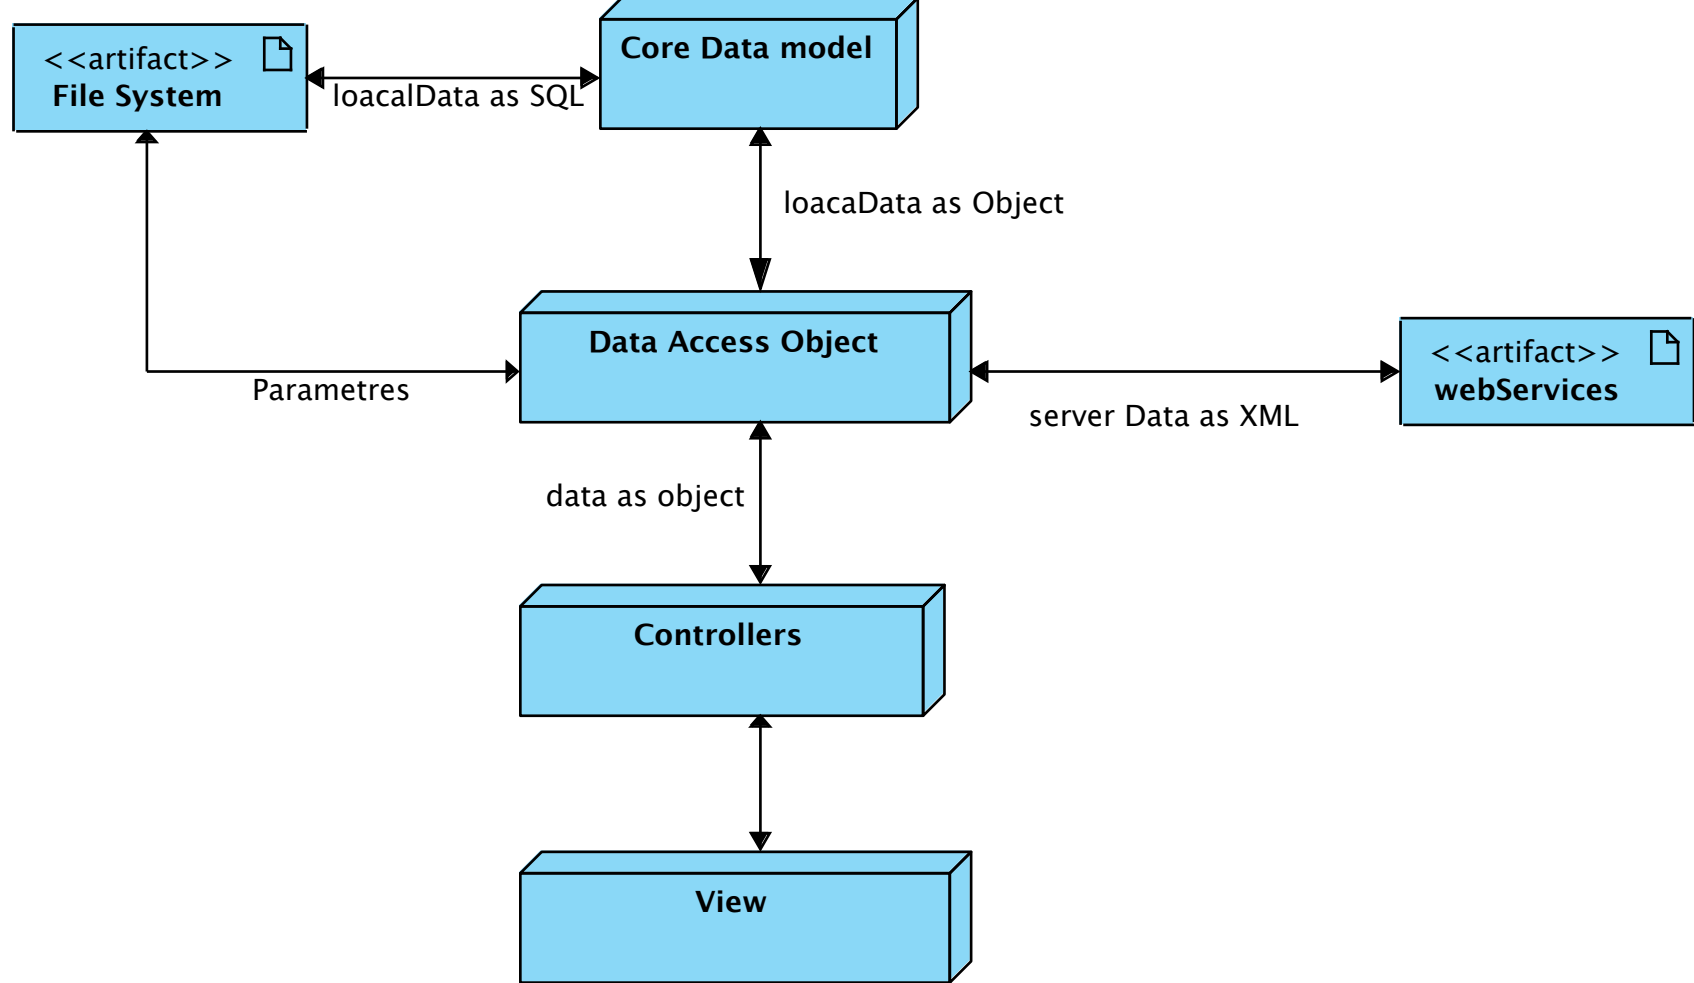 <<artifact>>
File System
loacalData as SQL
Core Data model
loacaData as Object
Data Access Object
Parametres
server Data as XML
<<artifact>>
webServices
data as object
Controllers
View